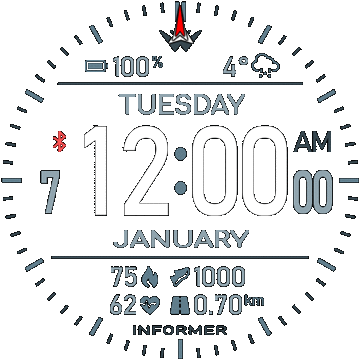 100% 4°
TUESDAY
12:00 AM
7 00
JANUARY
75 1000
62 0.70km
INFORMER